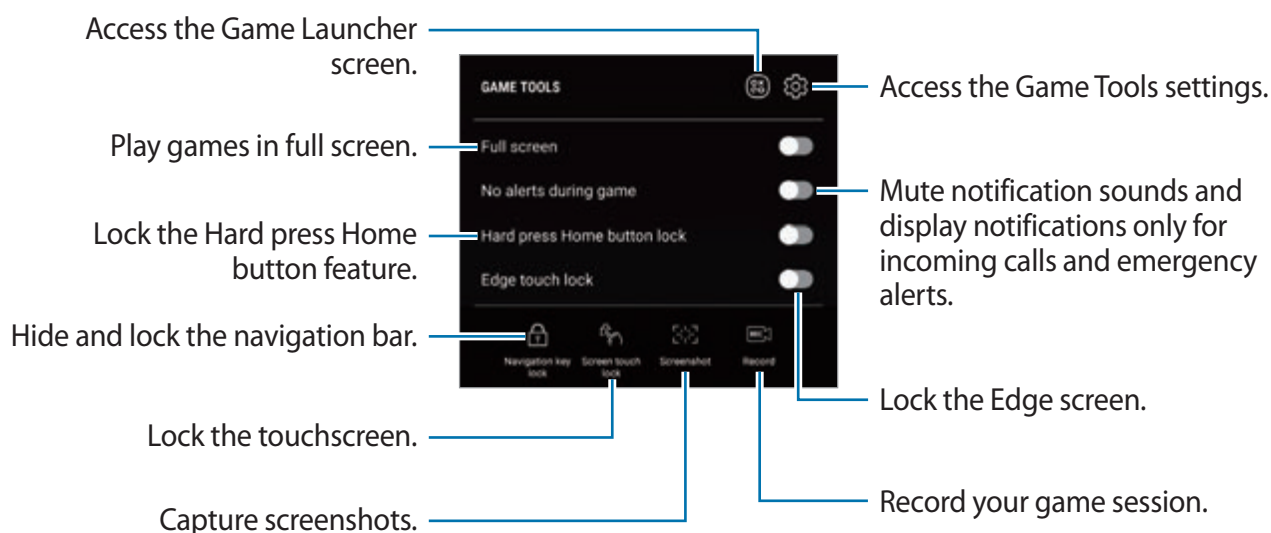 Access the Game Launcher
screen.
GAME TOOLS
Access the Game Tools settings.
Play games in full screen.
Full screen
No alerts during game
Mute notification sounds and
display notifications only for
incoming calls and emergency
alerts.
Lock the Hard press Home
button feature.
Hard press Home button lock
Edge touch lock
Hide and lock the navigation bar.
Navigation key
lock
Screen touch
lock
Screenshot
Record
Lock the Edge screen.
Lock the touchscreen.
Record your game session.
Capture screenshots.